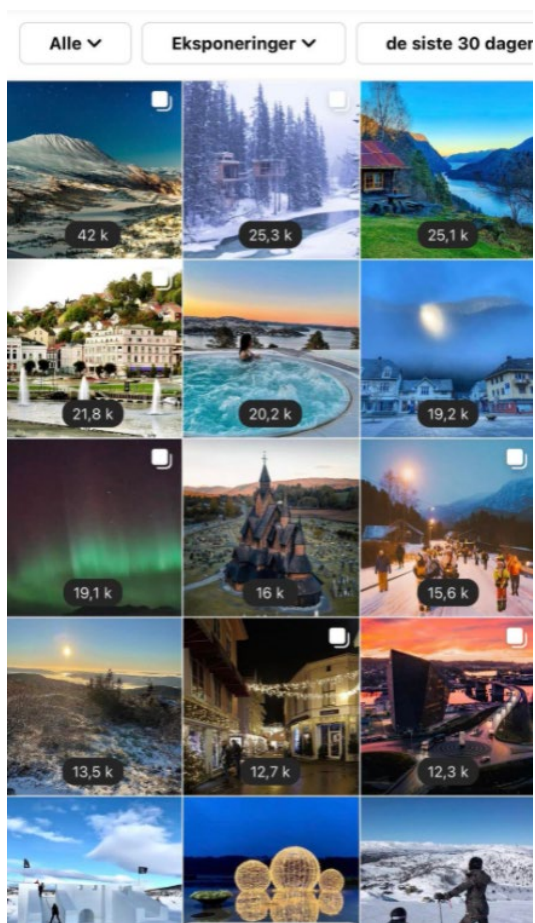 Alle
Eksponeringer
de siste 30 dager
42 k
25,3 k
25,1 k
21,8 k
20,2 k
19,2 k
19,1 k
16 k
15,6 k
13,5 k
12,7 k
12,3 k